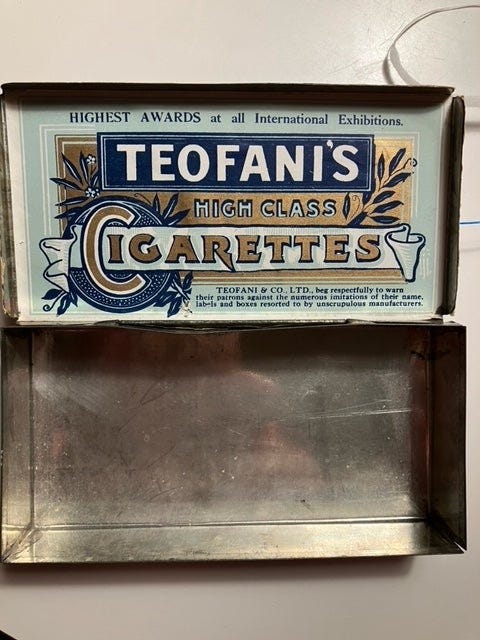 HIGHEST AWARDS at all International Exhibitions.
TEOFANI'S
HIGH CLASS
CIGARETTES
TEOFANI & CO., LTD., beg respectfully to warn
their patrons against the numerous imitations of their name,
labels and boxes resorted to by unscrupulous manufacturers.